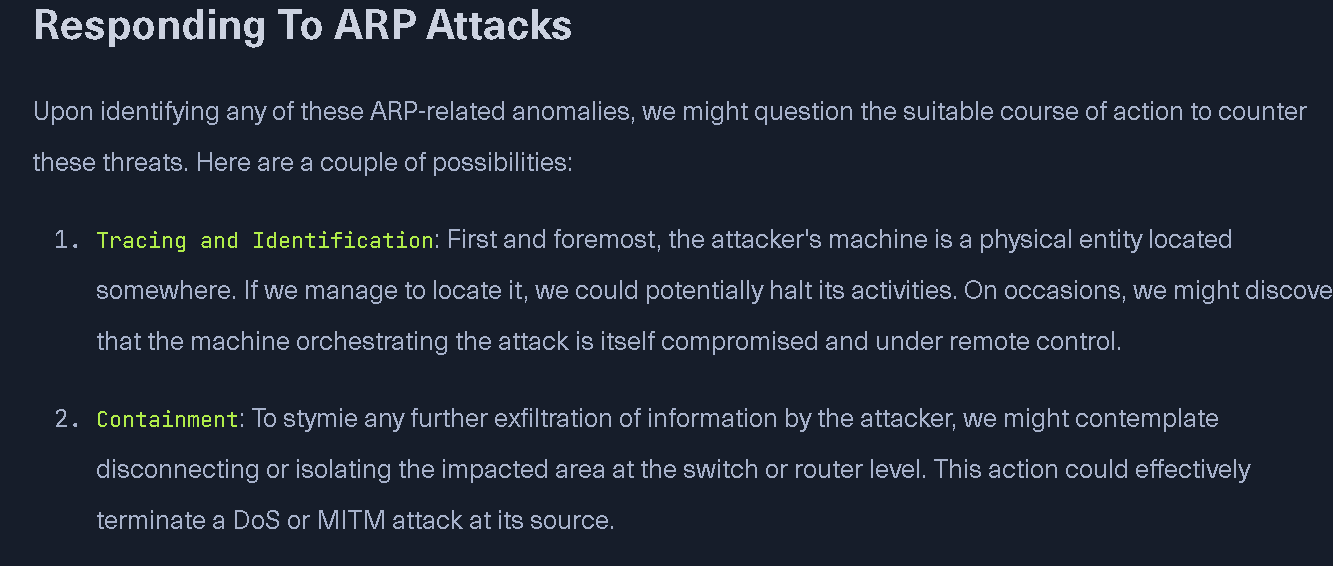 Responding To ARP Attacks
Upon identifying any of these ARP-related anomalies, we might question the suitable course of action to counter
these threats. Here are a couple of possibilities:
1. Tracing and Identification: First and foremost, the attacker's machine is a physical entity located
somewhere. If we manage to locate it, we could potentially halt its activities. On occasions, we might discove
that the machine orchestrating the attack is itself compromised and under remote control.
2. Containment: To stymie any further exfiltration of information by the attacker, we might contemplate
disconnecting or isolating the impacted area at the switch or router level. This action could effectively
terminate a DoS or MITM attack at its source.